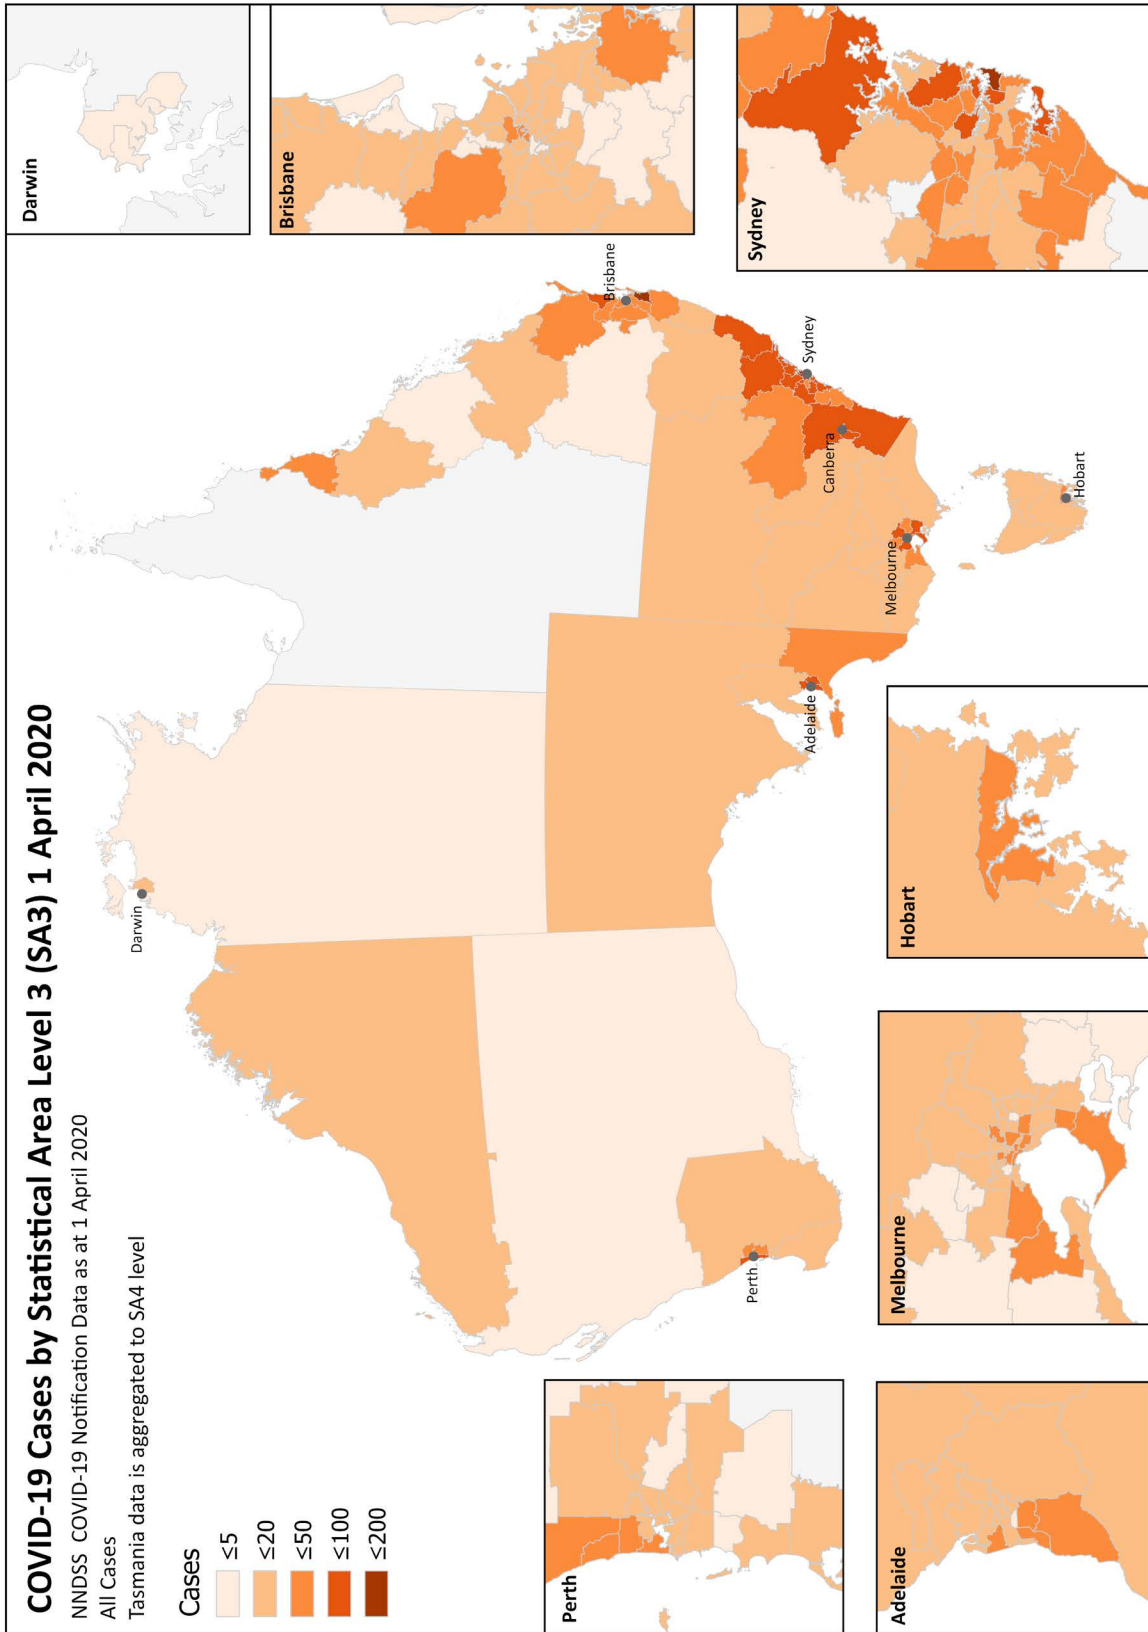 COVID-19 Cases by Statistical Area Level 3 (SA3) 1 April 2020
NNDSS COVID-19 Notification Data as at 1 April 2020
All Cases
Tasmania data is aggregated to SA4 level
Cases
≤5
≤20
≤50
≤100
≤200
Darwin
Brisbane
Sydney
Canberra
Melbourne
Hobart
Adelaide
Perth
Darwin
Brisbane
Sydney
Hobart
Melbourne
Adelaide
Perth